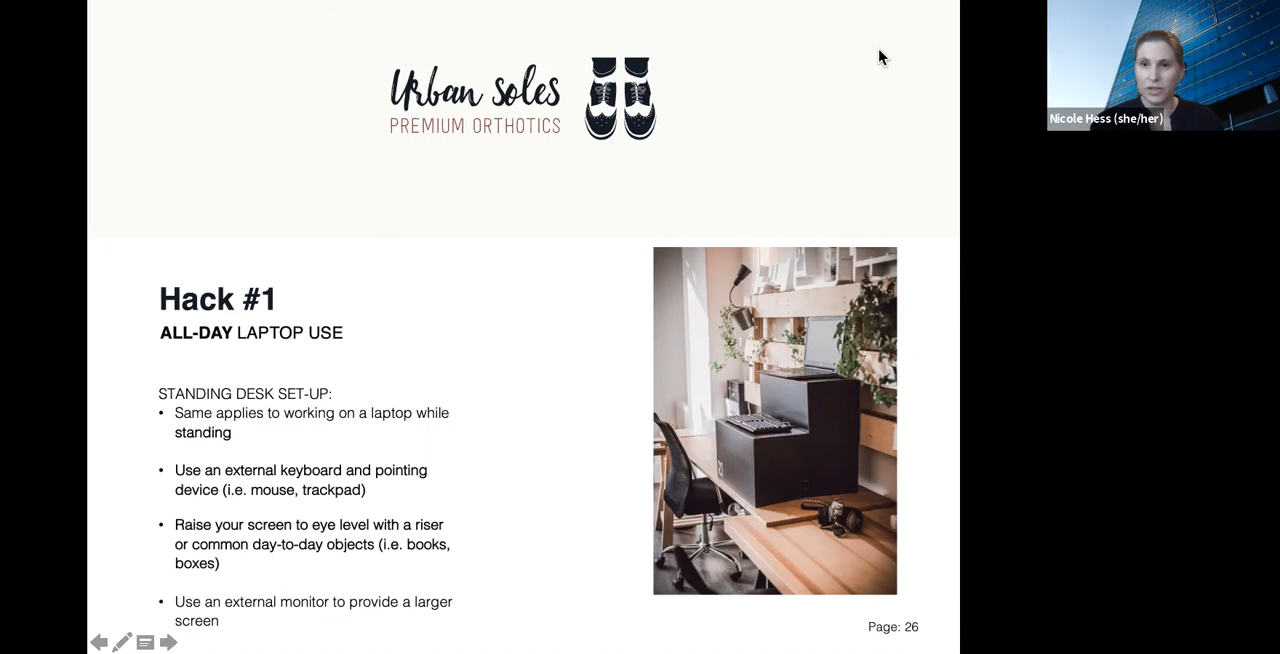 Urban soles
PREMIUM ORTHOTICS
Nicole Hess (she/her)
Hack #1
ALL-DAY LAPTOP USE
STANDING DESK SET-UP:
• Same applies to working on a laptop while
standing
• Use an external keyboard and pointing
device (i.e. mouse, trackpad)
• Raise your screen to eye level with a riser
or common day-to-day objects (i.e. books,
boxes)
• Use an external monitor to provide a larger
screen
Page: 26